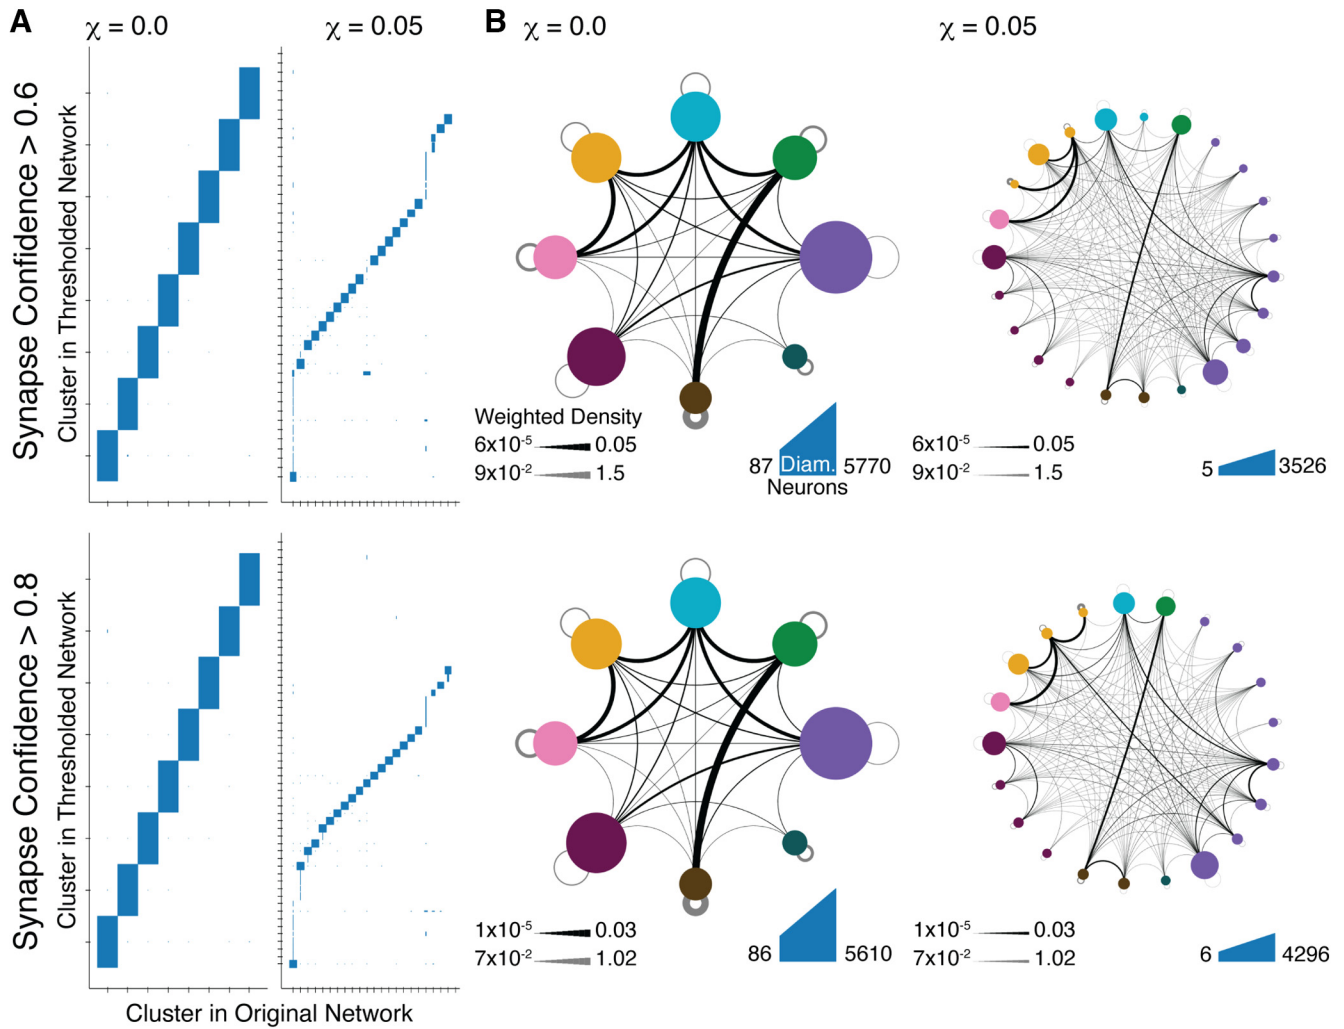 A
χ = 0.0
χ = 0.05
B
χ = 0.0
χ = 0.05
Synapse Confidence > 0.6
Cluster in Thresholded Network
Weighted Density
6x10⁻⁵ 0.05
9x10⁻² 1.5
87 Diam. 5770
Neurons
6x10⁻⁵ 0.05
9x10⁻² 1.5
5 3526
Synapse Confidence > 0.8
Cluster in Thresholded Network
1x10⁻⁵ 0.03
7x10⁻² 1.02
86 5610
1x10⁻⁵ 0.03
7x10⁻² 1.02
6 4296
Cluster in Original Network